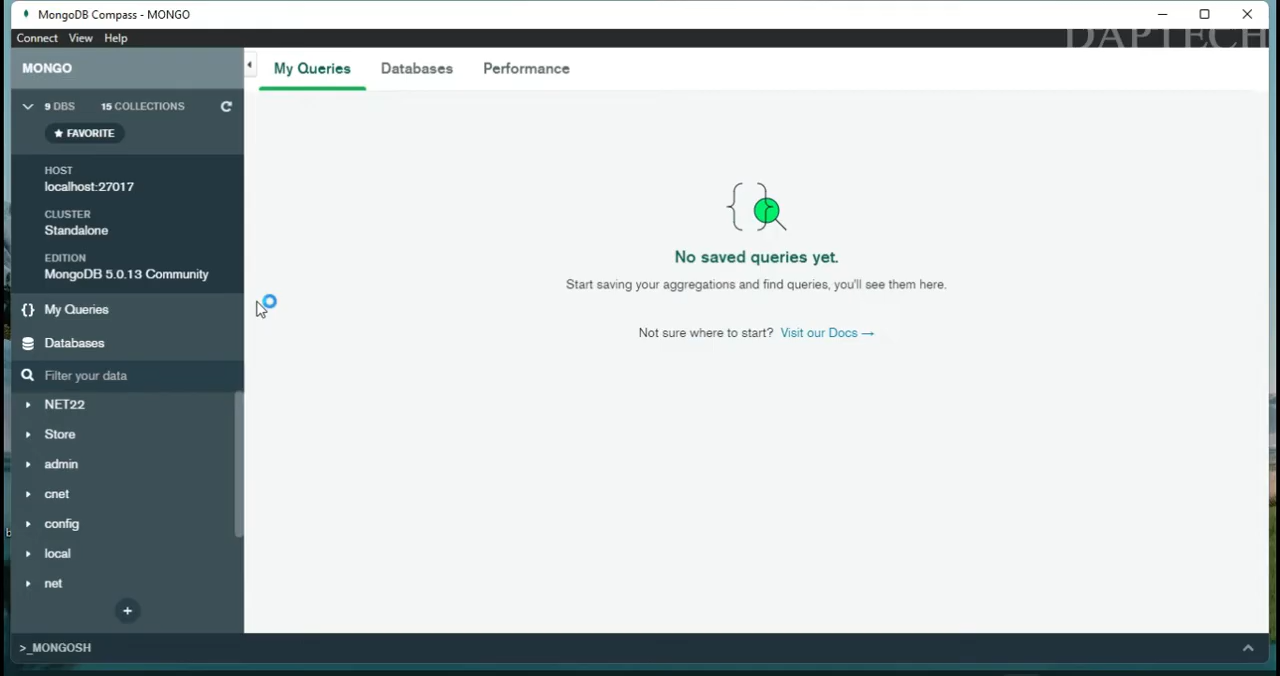 MongoDB Compass - MONGO
Connect View Help
DAPTECH
MONGO
My Queries Databases Performance
9 DBS 15 COLLECTIONS
★ FAVORITE
HOST
localhost:27017
CLUSTER
Standalone
EDITION
MongoDB 5.0.13 Community
{} My Queries
Databases
Filter your data
NET22
Store
admin
cnet
config
local
net
+
No saved queries yet.
Start saving your aggregations and find queries, you'll see them here.
Not sure where to start? Visit our Docs →
>_MONGOSH